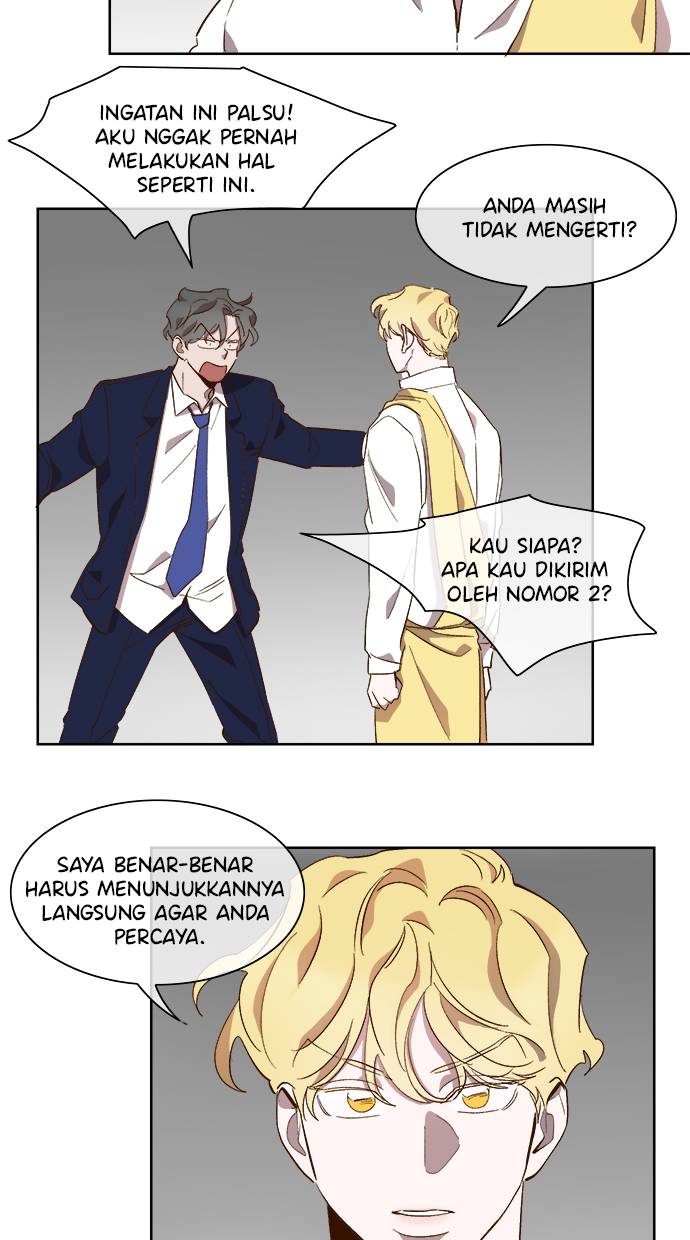 INGATAN INI PALSU!
AKU NGGAK PERNAH
MELAKUKAN HAL
SEPERTI INI.
ANDA MASIH
TIDAK MENGERTI?
KAU SIAPA?
APA KAU DIKIRIM
OLEH NOMOR 2?
SAYA BENAR-BENAR
HARUS MENUNJUKKANNYA
LANGSUNG AGAR ANDA
PERCAYA.